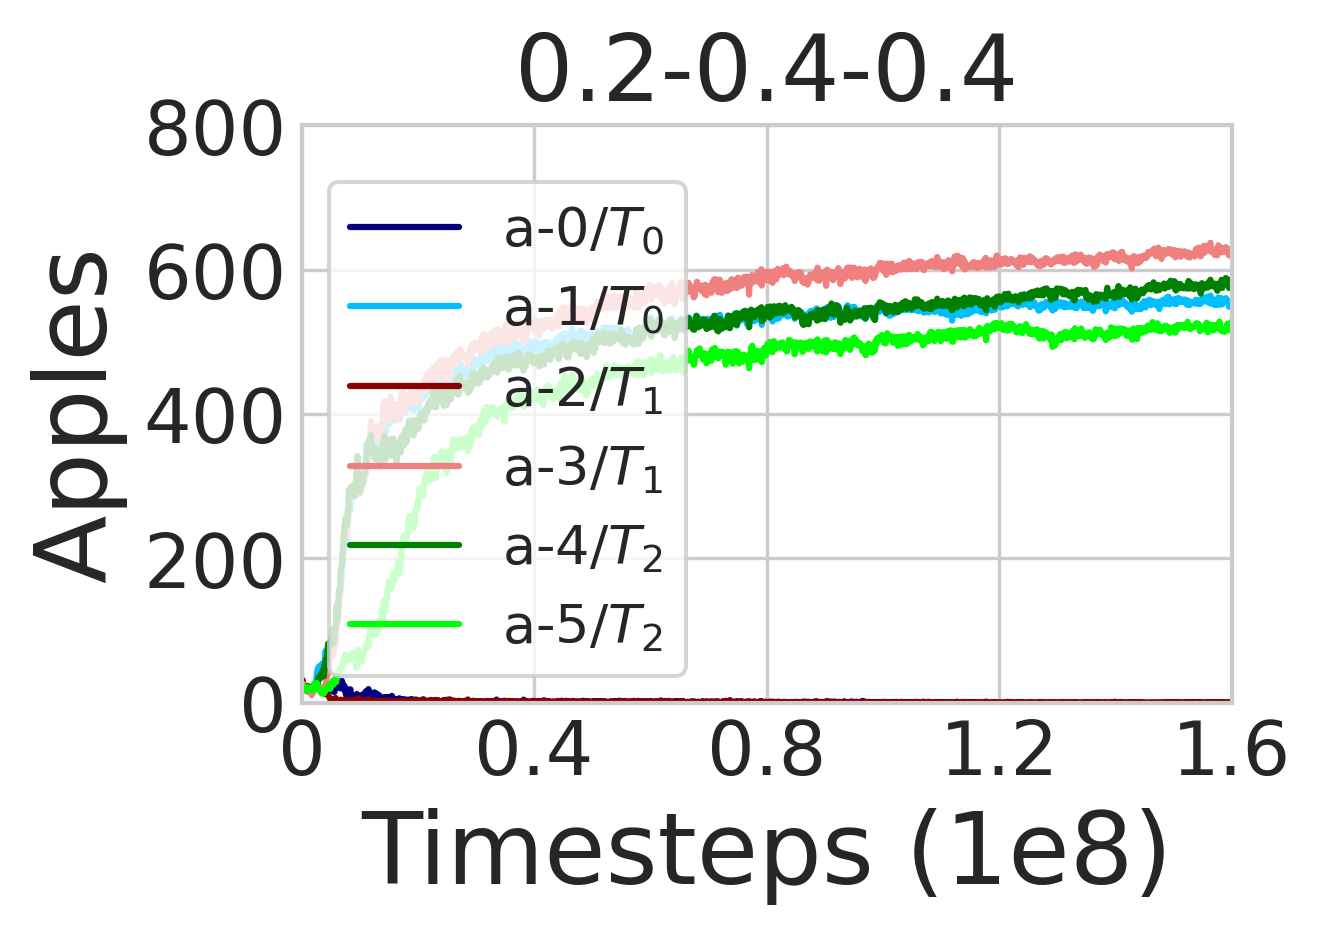 0.2-0.4-0.4
800
600
400
200
0
Apples
a-0/T₀
a-1/T₀
a-2/T₁
a-3/T₁
a-4/T₂
a-5/T₂
0 0.4 0.8 1.2 1.6
Timesteps (1e8)